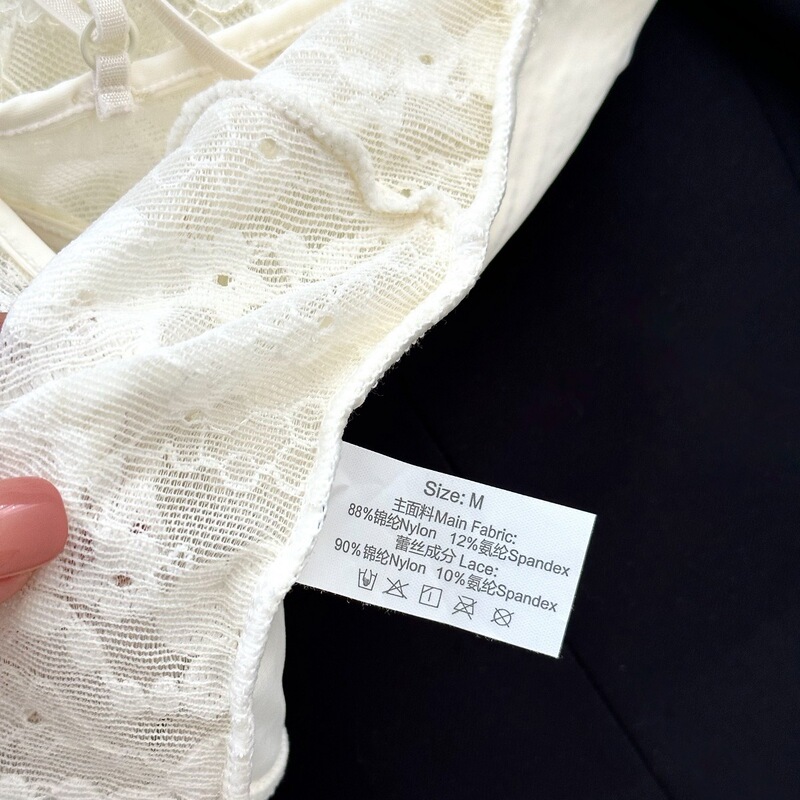 Size: M
主面料Main Fabric:
88%锦纶Nylon 12%氨纶Spandex
蕾丝成分 Lace:
90%锦纶Nylon 10%氨纶Spandex